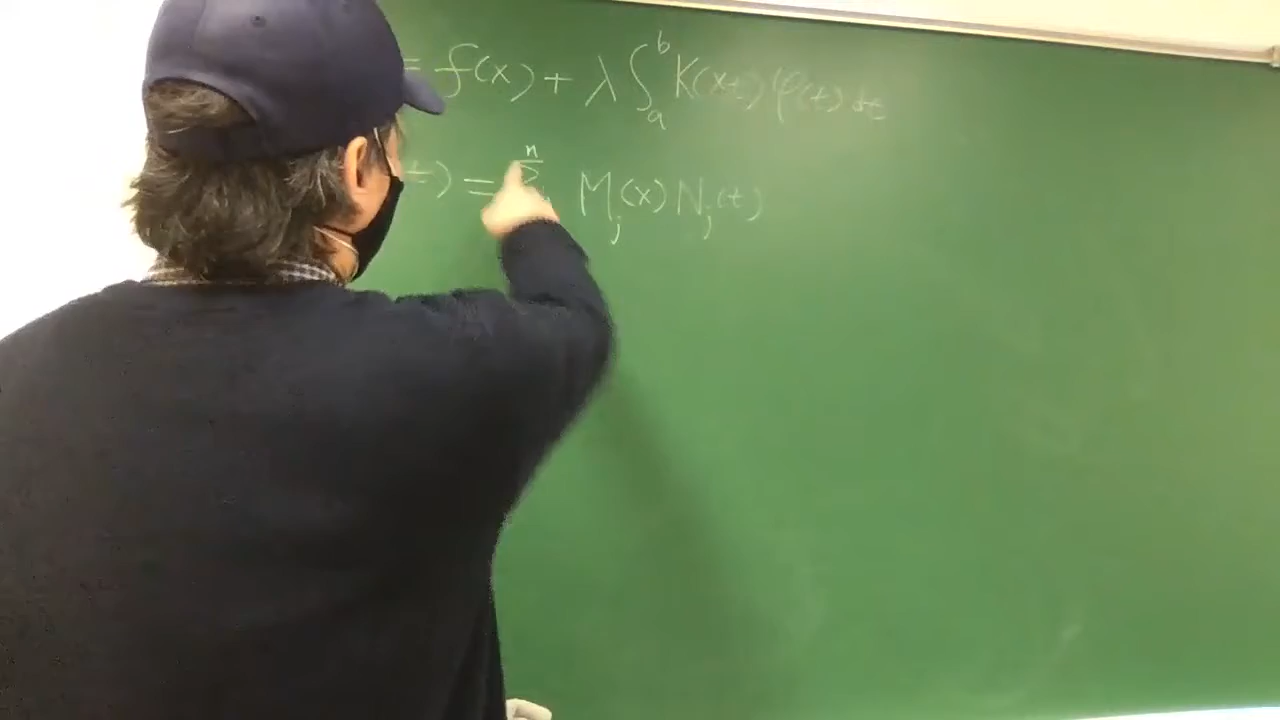 = f(x) + λ ∫_a^b K(x,t) φ(t) dt
t) = Σ^n M_j(x) N_j(t)